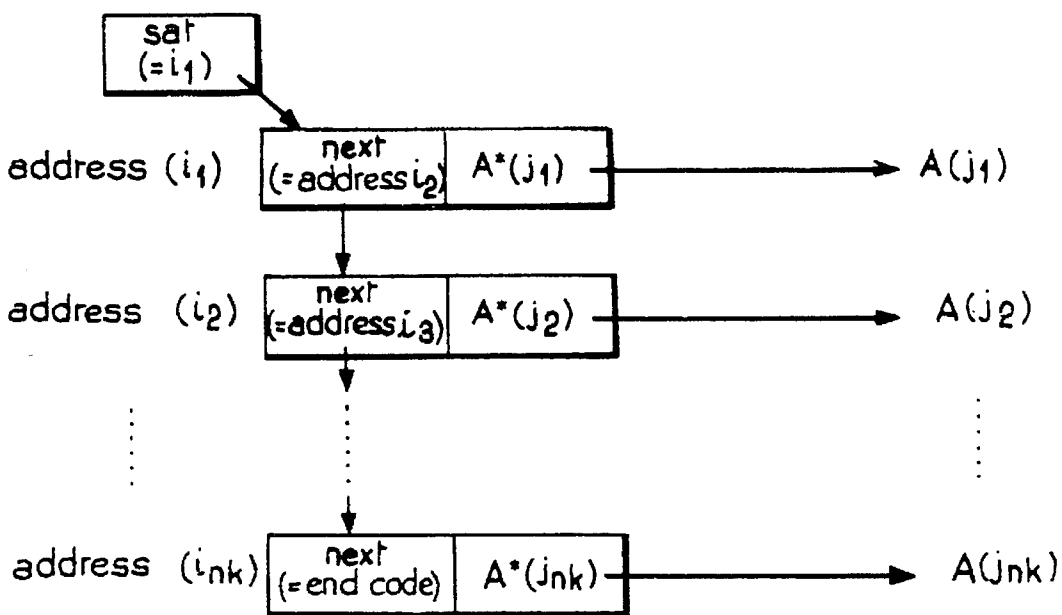 sat
(=i₁)
address (i₁)
next
(=address i₂)
A*(j₁)
A(j₁)
address (i₂)
next
(=address i₃)
A*(j₂)
A(j₂)
address (iₙₖ)
next
(=end code)
A*(jₙₖ)
A(jₙₖ)